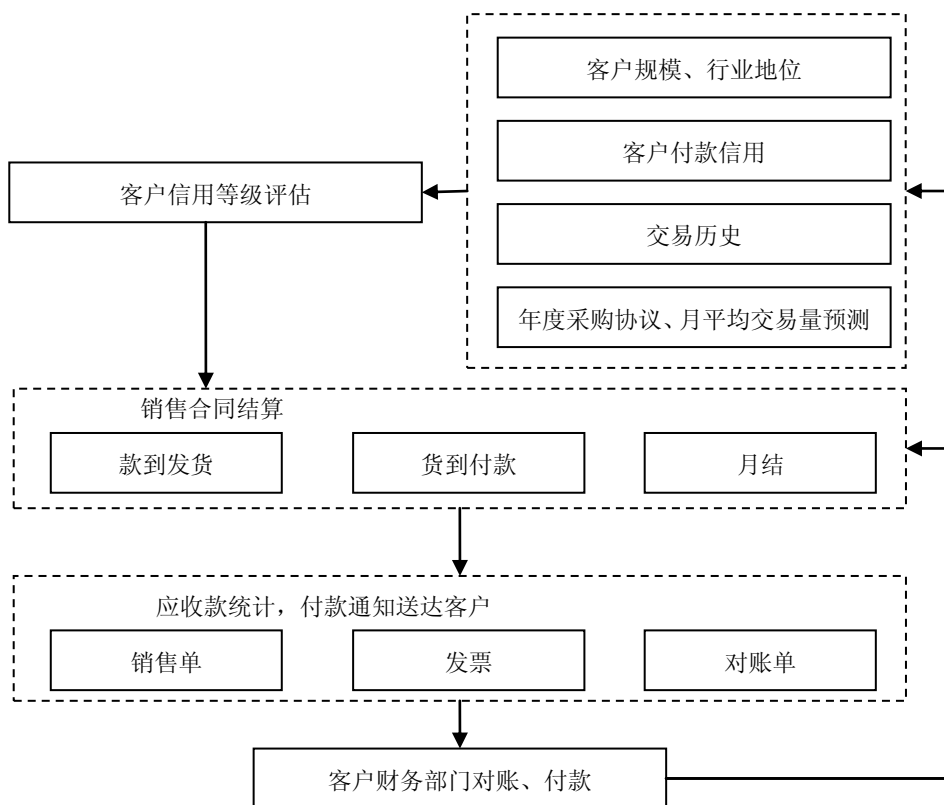 客户规模、行业地位
客户付款信用
客户信用等级评估
交易历史
年度采购协议、月平均交易量预测
销售合同结算
款到发货
货到付款
月结
应收款统计，付款通知送达客户
销售单
发票
对账单
客户财务部门对账、付款